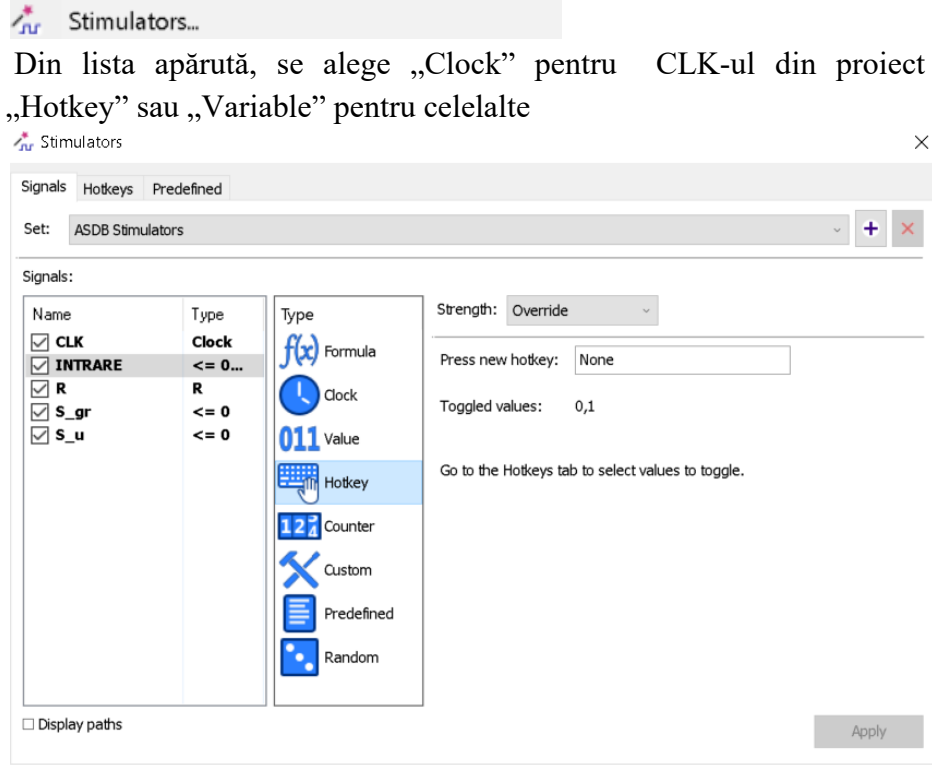 Stimulators...
Din lista apărută, se alege „Clock” pentru CLK-ul din proiect
„Hotkey” sau „Variable” pentru celelalte
Stimulators
Signals Hotkeys Predefined
Set: ASDB Stimulators
Signals:
Name Type
CLK Clock
INTRARE <= 0...
R R
S_gr <= 0
S_u <= 0
Type
f(x) Formula
Clock
011 Value
Hotkey
Counter
Custom
Predefined
Random
Strength: Override
Press new hotkey: None
Toggled values: 0,1
Go to the Hotkeys tab to select values to toggle.
Display paths
Apply